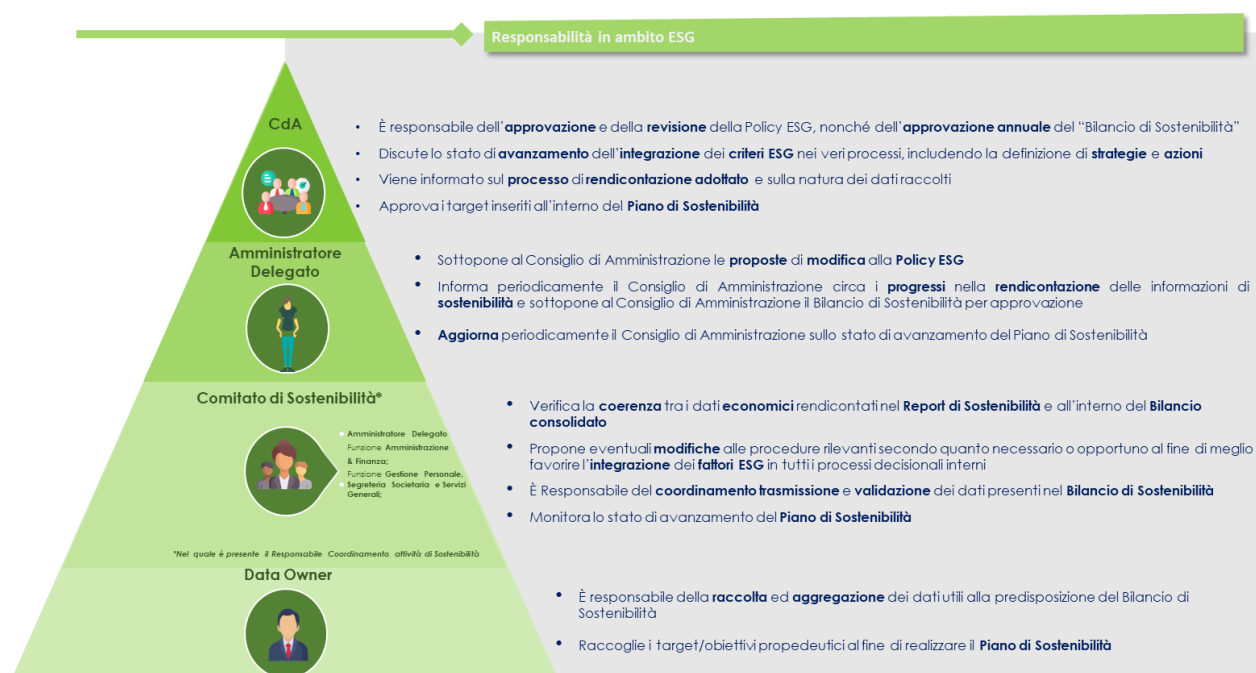 Responsabilità in ambito ESG
CdA
• È responsabile dell'approvazione e della revisione della Policy ESG, nonché dell'approvazione annuale del "Bilancio di Sostenibilità"
• Discute lo stato di avanzamento dell'integrazione dei criteri ESG nei veri processi, includendo la definizione di strategie e azioni
• Viene informato sul processo di rendicontazione adottato e sulla natura dei dati raccolti
• Approva i target inseriti all'interno del Piano di Sostenibilità
Amministratore
Delegato
• Sottopone al Consiglio di Amministrazione le proposte di modifica alla Policy ESG
• Informa periodicamente il Consiglio di Amministrazione circa i progressi nella rendicontazione delle informazioni di
sostenibilità e sottopone al Consiglio di Amministrazione il Bilancio di Sostenibilità per approvazione
• Aggiorna periodicamente il Consiglio di Amministrazione sullo stato di avanzamento del Piano di Sostenibilità
Comitato di Sostenibilità*
Amministratore Delegato
Funzione Amministrazione
& Finanza;
Funzione Gestione Personale,
Segreteria Societaria e Servizi
Generali;
*Nel quale è presente il Responsabile Coordinamento attività di Sostenibilità
• Verifica la coerenza tra i dati economici rendicontati nel Report di Sostenibilità e all'interno del Bilancio
consolidato
• Propone eventuali modifiche alle procedure rilevanti secondo quanto necessario o opportuno al fine di meglio
favorire l'integrazione dei fattori ESG in tutti i processi decisionali interni
• È Responsabile del coordinamento trasmissione e validazione dei dati presenti nel Bilancio di Sostenibilità
• Monitora lo stato di avanzamento del Piano di Sostenibilità
Data Owner
• È responsabile della raccolta ed aggregazione dei dati utili alla predisposizione del Bilancio di
Sostenibilità
• Raccoglie i target/obiettivi propedeutici al fine di realizzare il Piano di Sostenibilità